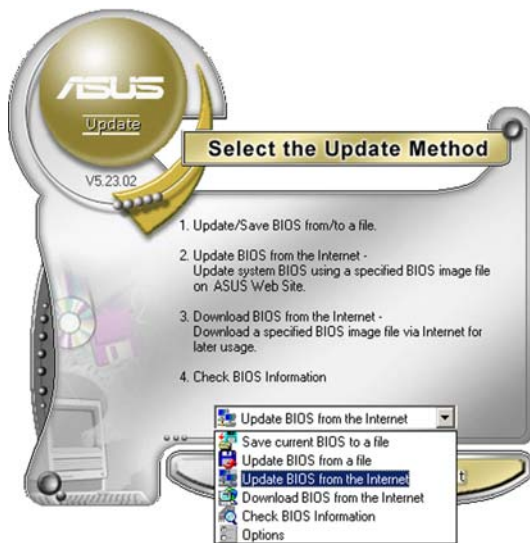 ASUS
Update
V5.23.02
Select the Update Method
1. Update/Save BIOS from/to a file.
2. Update BIOS from the Internet -
Update system BIOS using a specified BIOS image file
on ASUS Web Site.
3. Download BIOS from the Internet -
Download a specified BIOS image file via Internet for
later usage.
4. Check BIOS Information
Update BIOS from the Internet
Save current BIOS to a file
Update BIOS from a file
Update BIOS from the Internet
Download BIOS from the Internet
Check BIOS Information
Options